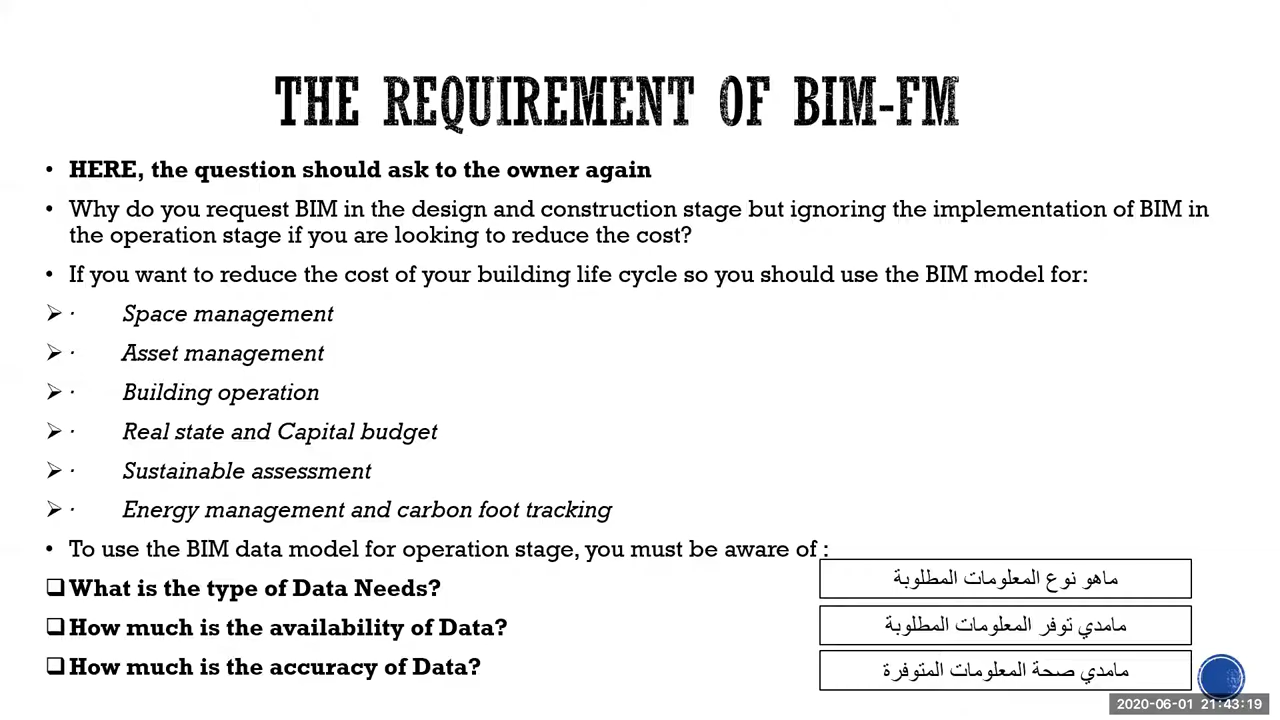 THE REQUIREMENT OF BIM-FM
• HERE, the question should ask to the owner again
• Why do you request BIM in the design and construction stage but ignoring the implementation of BIM in
the operation stage if you are looking to reduce the cost?
• If you want to reduce the cost of your building life cycle so you should use the BIM model for:
➢ · Space management
➢ · Asset management
➢ · Building operation
➢ · Real state and Capital budget
➢ · Sustainable assessment
➢ · Energy management and carbon foot tracking
• To use the BIM data model for operation stage, you must be aware of :
❑ What is the type of Data Needs?
ماهو نوع المعلومات المطلوبة
❑ How much is the availability of Data?
مامدي توفر المعلومات المطلوبة
❑ How much is the accuracy of Data?
مامدي صحة المعلومات المتوفرة
2020-06-01 21:43:19